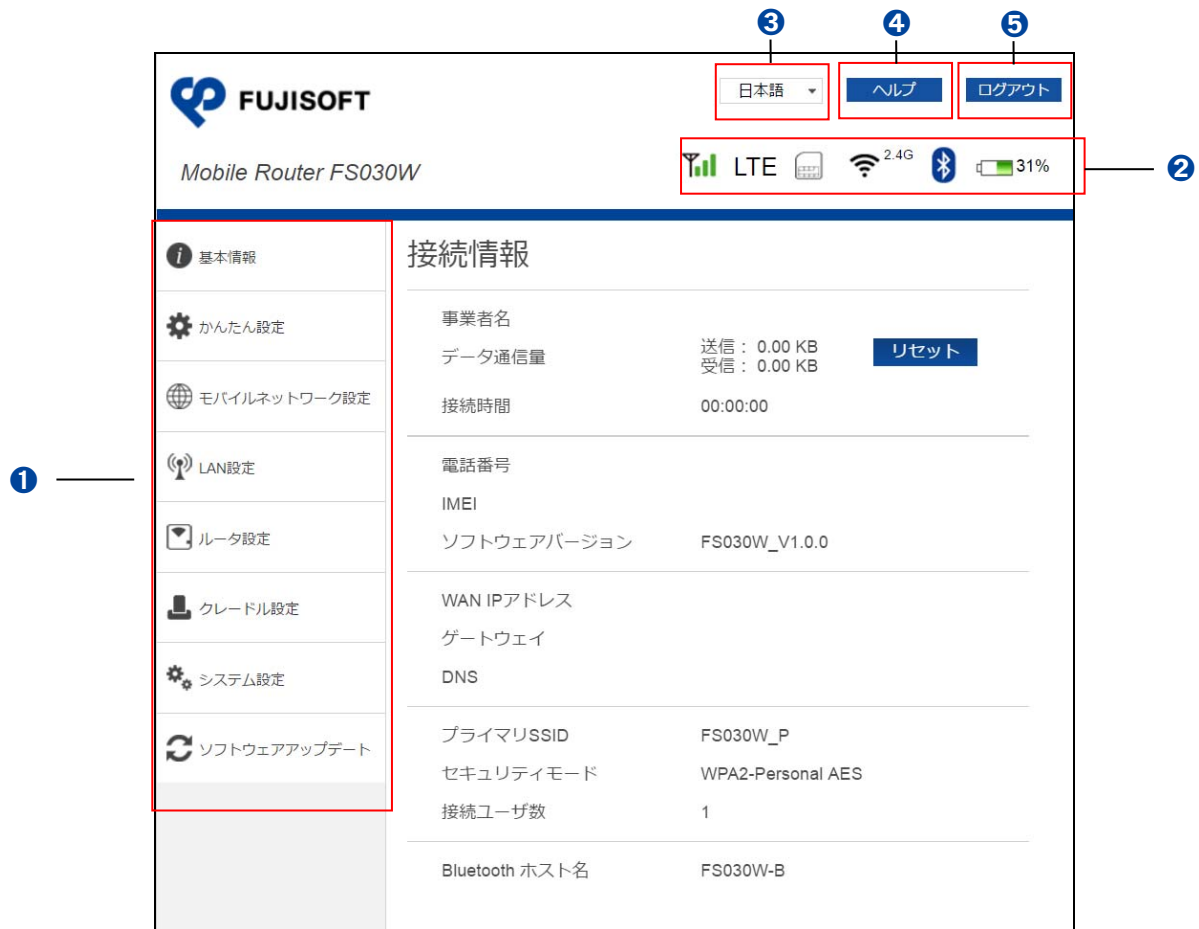 ❸ ❹ ❺
FUJISOFT
日本語 ヘルプ ログアウト
Mobile Router FS030W
LTE 2.4G 31%
❷
基本情報
かんたん設定
モバイルネットワーク設定
❶
LAN設定
ルータ設定
クレードル設定
システム設定
ソフトウェアアップデート
接続情報
事業者名
データ通信量 送信： 0.00 KB リセット
受信： 0.00 KB
接続時間 00:00:00
電話番号
IMEI
ソフトウェアバージョン FS030W_V1.0.0
WAN IPアドレス
ゲートウェイ
DNS
プライマリSSID FS030W_P
セキュリティモード WPA2-Personal AES
接続ユーザ数 1
Bluetooth ホスト名 FS030W-B